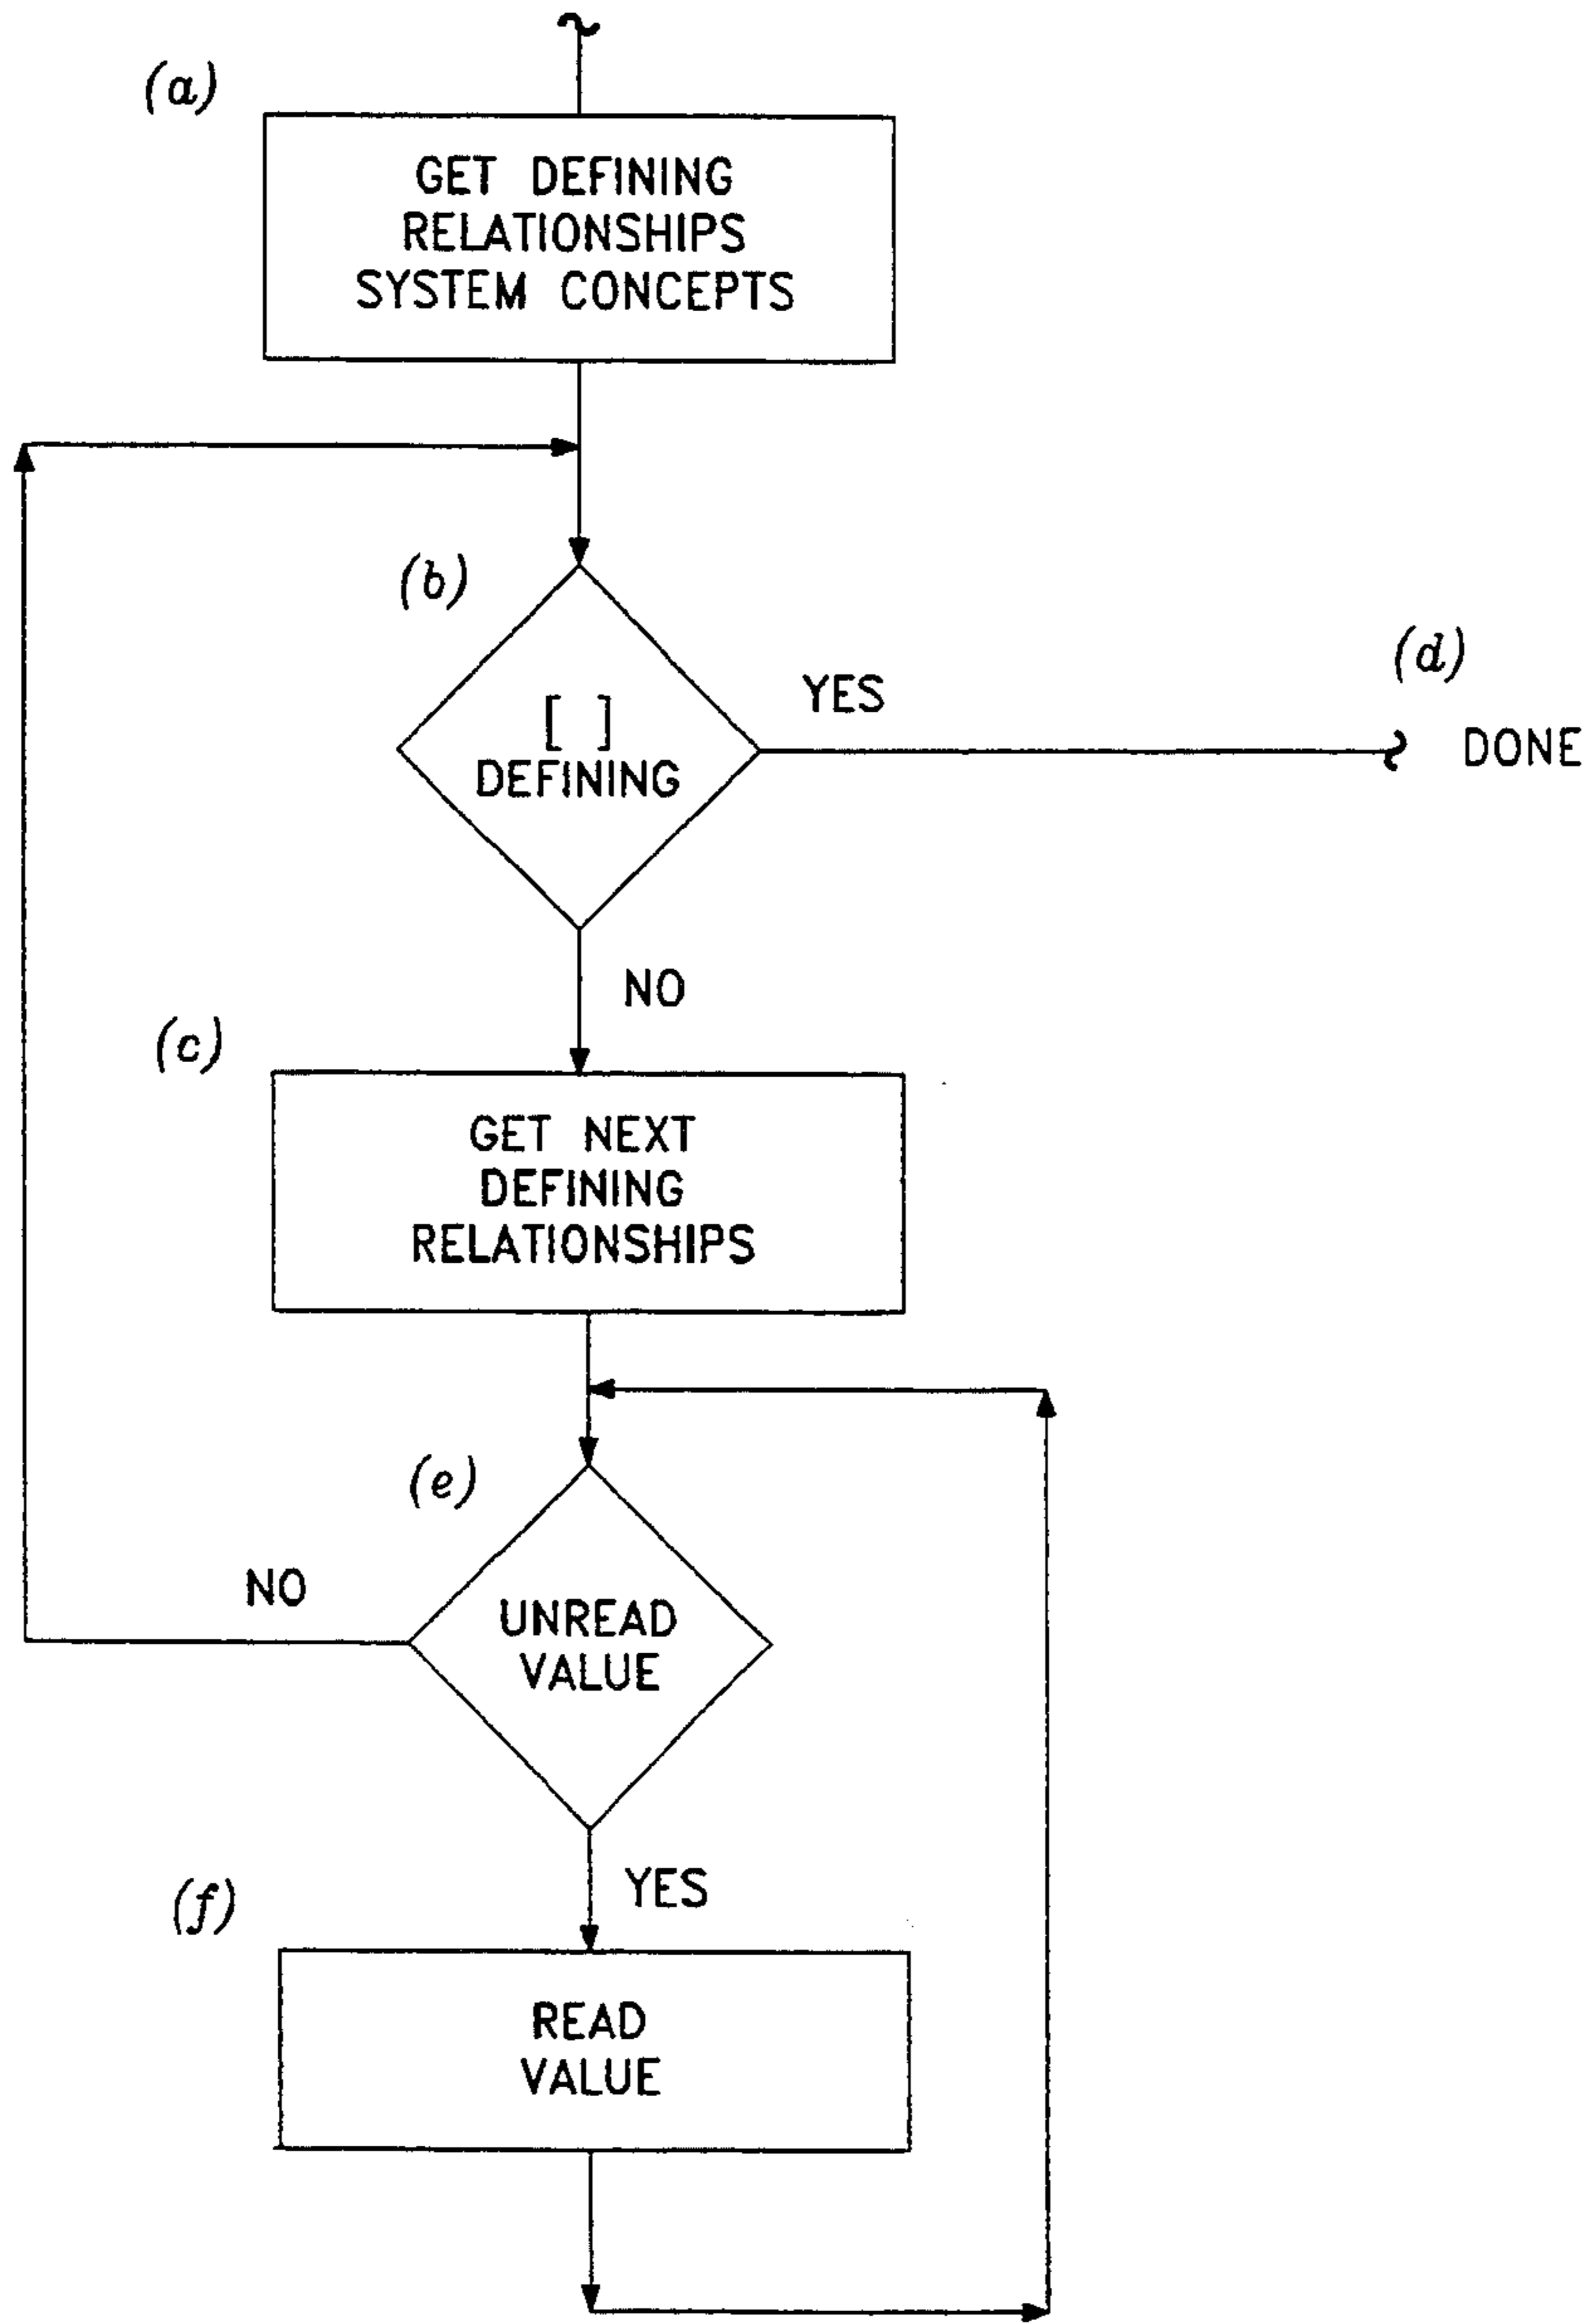 (a)
GET DEFINING
RELATIONSHIPS
SYSTEM CONCEPTS
(b)
[ ]
DEFINING
YES
(d)
DONE
NO
(c)
GET NEXT
DEFINING
RELATIONSHIPS
(e)
UNREAD
VALUE
NO
YES
(f)
READ
VALUE